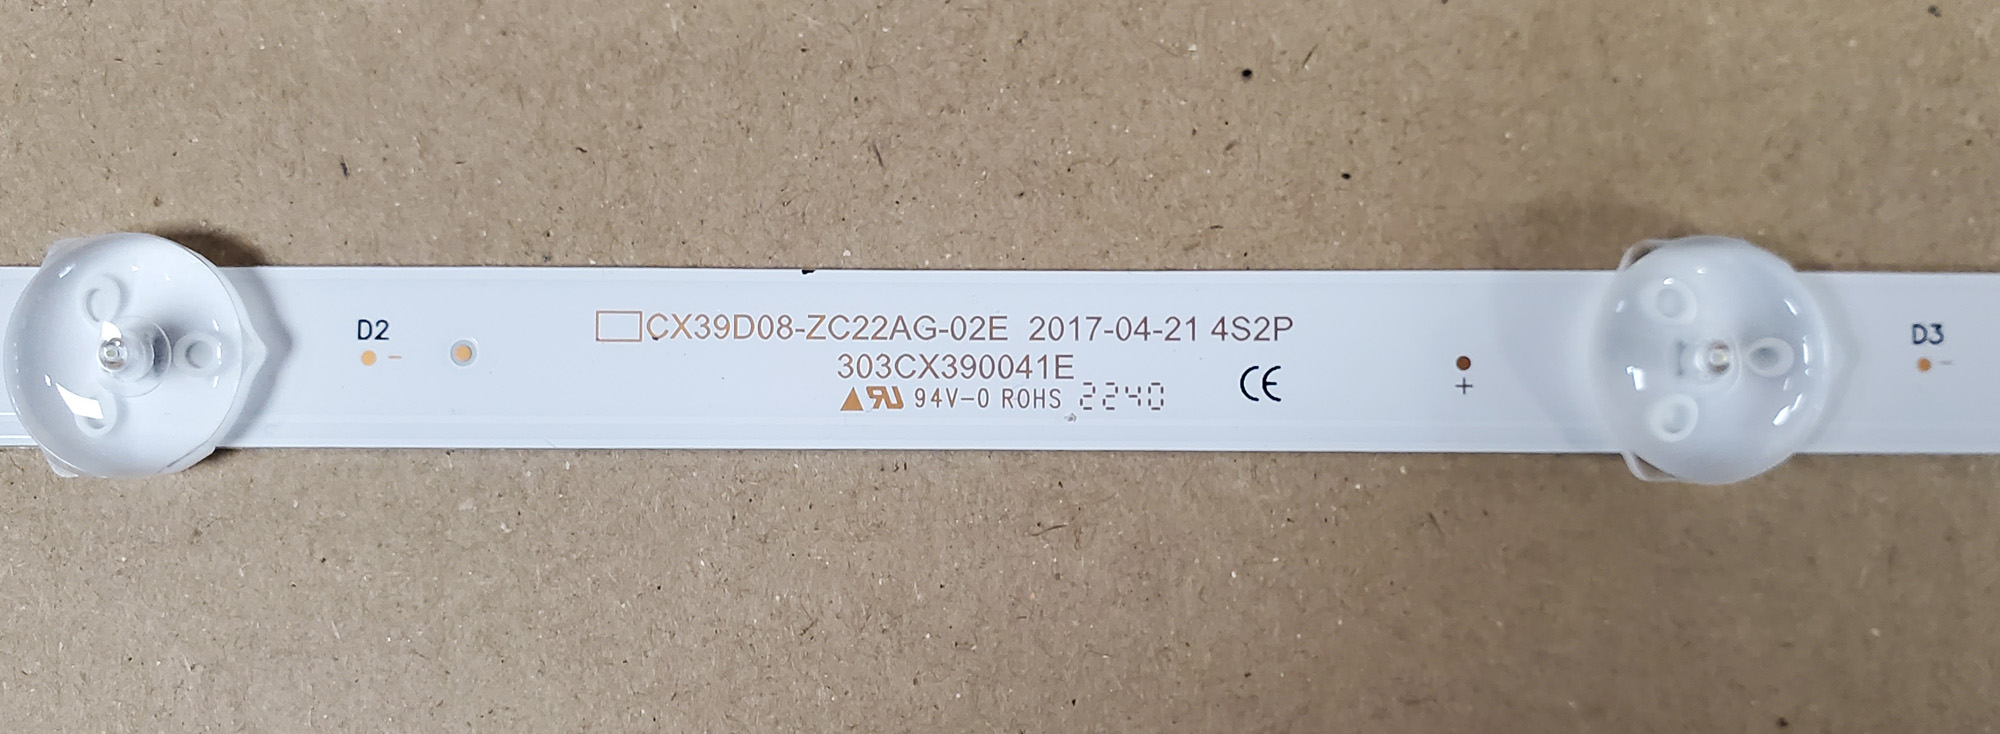 D2
CX39D08-ZC22AG-02E 2017-04-21 4S2P
303CX390041E
94V-0 ROHS 2240
CE
+
D3